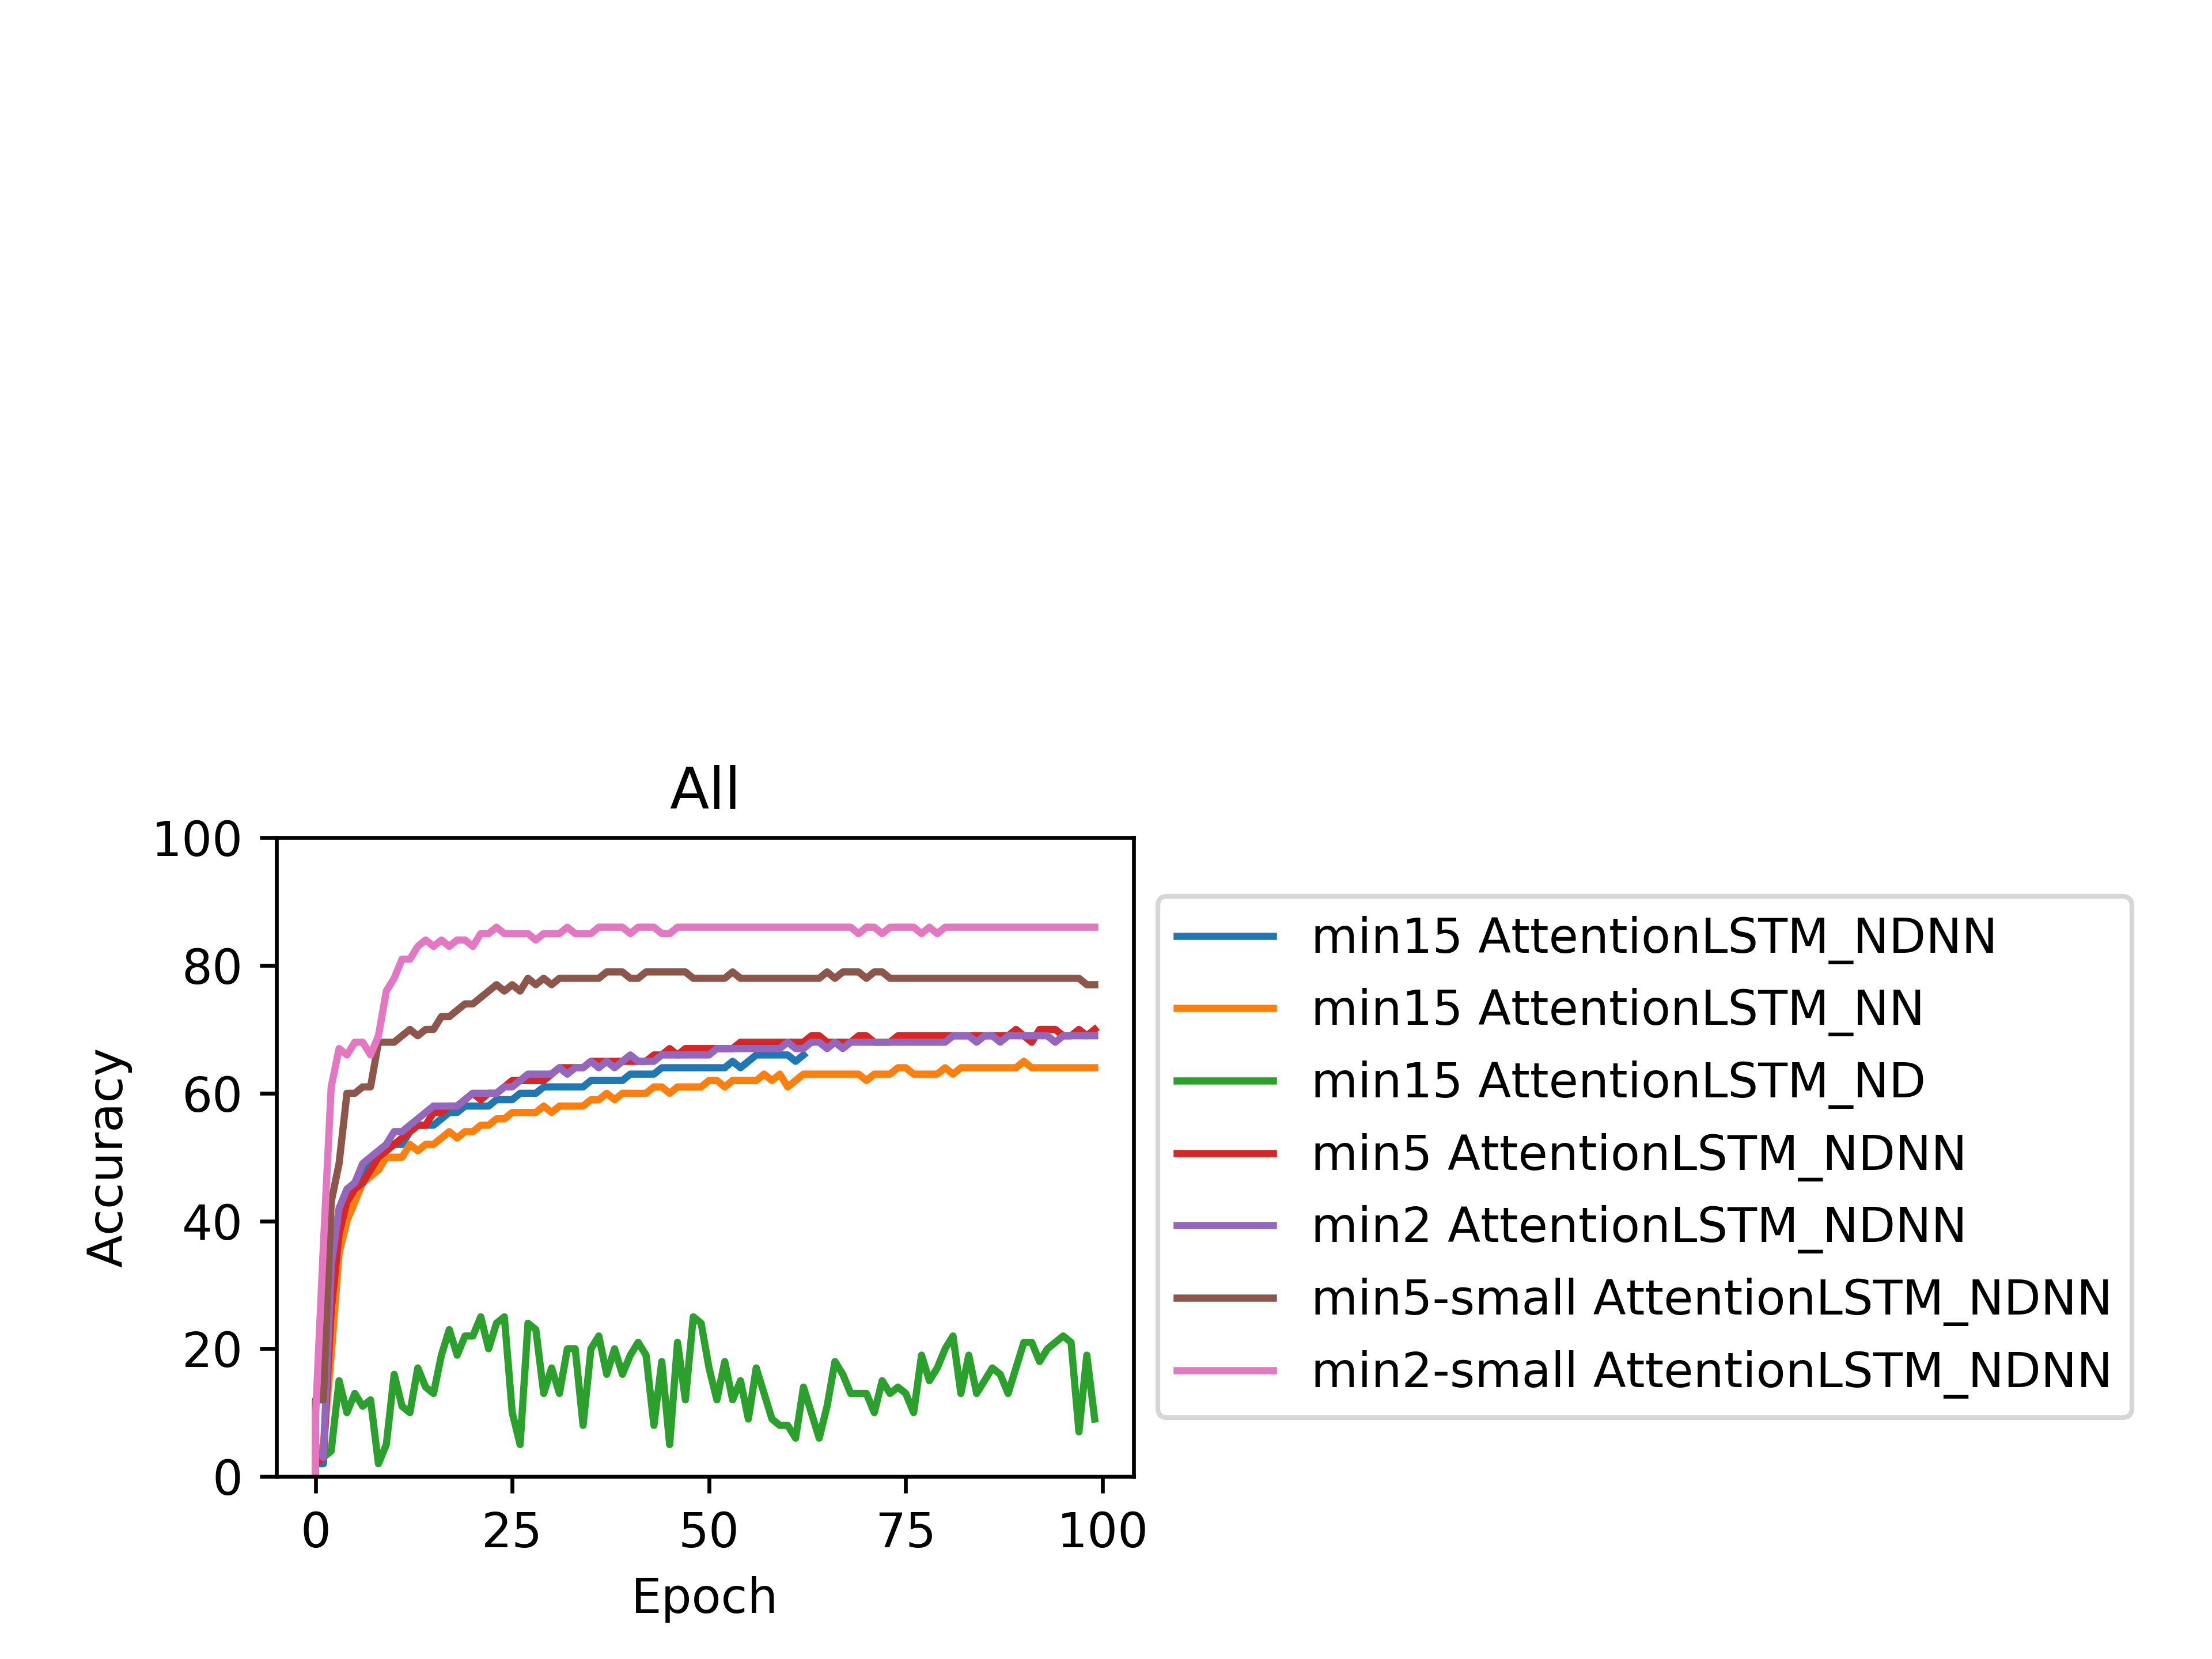 All
100
80
60
40
20
0
Accuracy
0 25 50 75 100
Epoch
min15 AttentionLSTM_NDNN
min15 AttentionLSTM_NN
min15 AttentionLSTM_ND
min5 AttentionLSTM_NDNN
min2 AttentionLSTM_NDNN
min5-small AttentionLSTM_NDNN
min2-small AttentionLSTM_NDNN